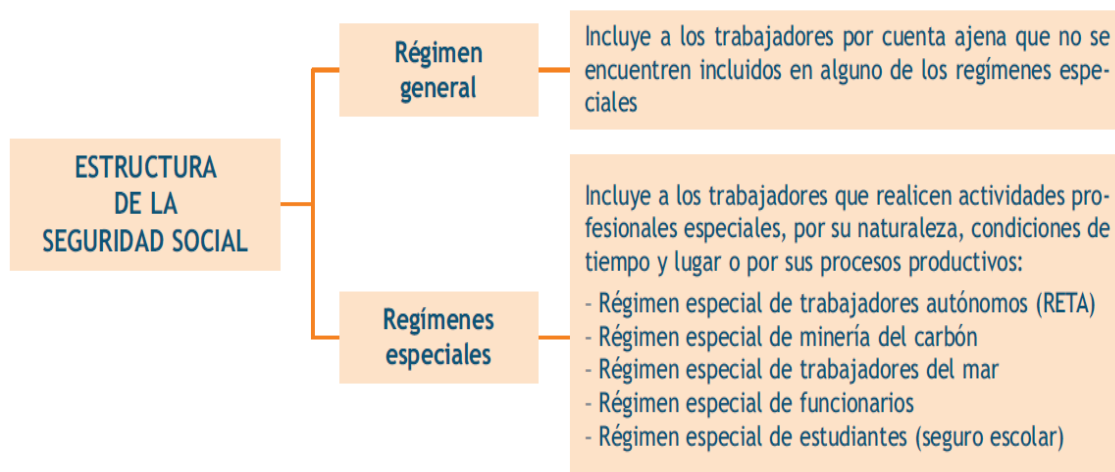 ESTRUCTURA
DE LA
SEGURIDAD SOCIAL
Régimen
general
Incluye a los trabajadores por cuenta ajena que no se
encuentren incluidos en alguno de los regímenes espe-
ciales
Regímenes
especiales
Incluye a los trabajadores que realicen actividades pro-
fesionales especiales, por su naturaleza, condiciones de
tiempo y lugar o por sus procesos productivos:
- Régimen especial de trabajadores autónomos (RETA)
- Régimen especial de minería del carbón
- Régimen especial de trabajadores del mar
- Régimen especial de funcionarios
- Régimen especial de estudiantes (seguro escolar)